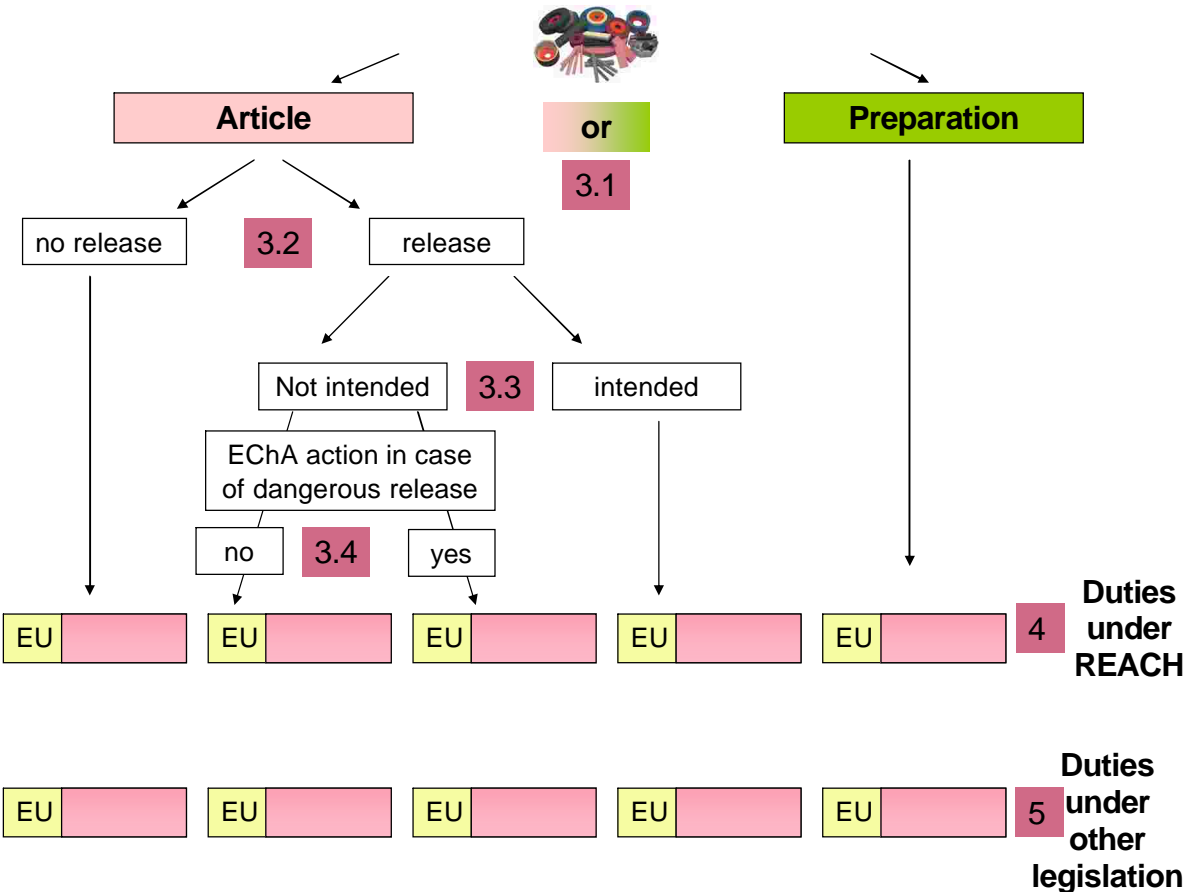 Article
or
Preparation
3.1
no release
3.2
release
Not intended
3.3
intended
EChA action in case
of dangerous release
no
3.4
yes
EU
EU
EU
EU
EU
4
Duties
under
REACH
EU
EU
EU
EU
EU
5
Duties
under
other
legislation